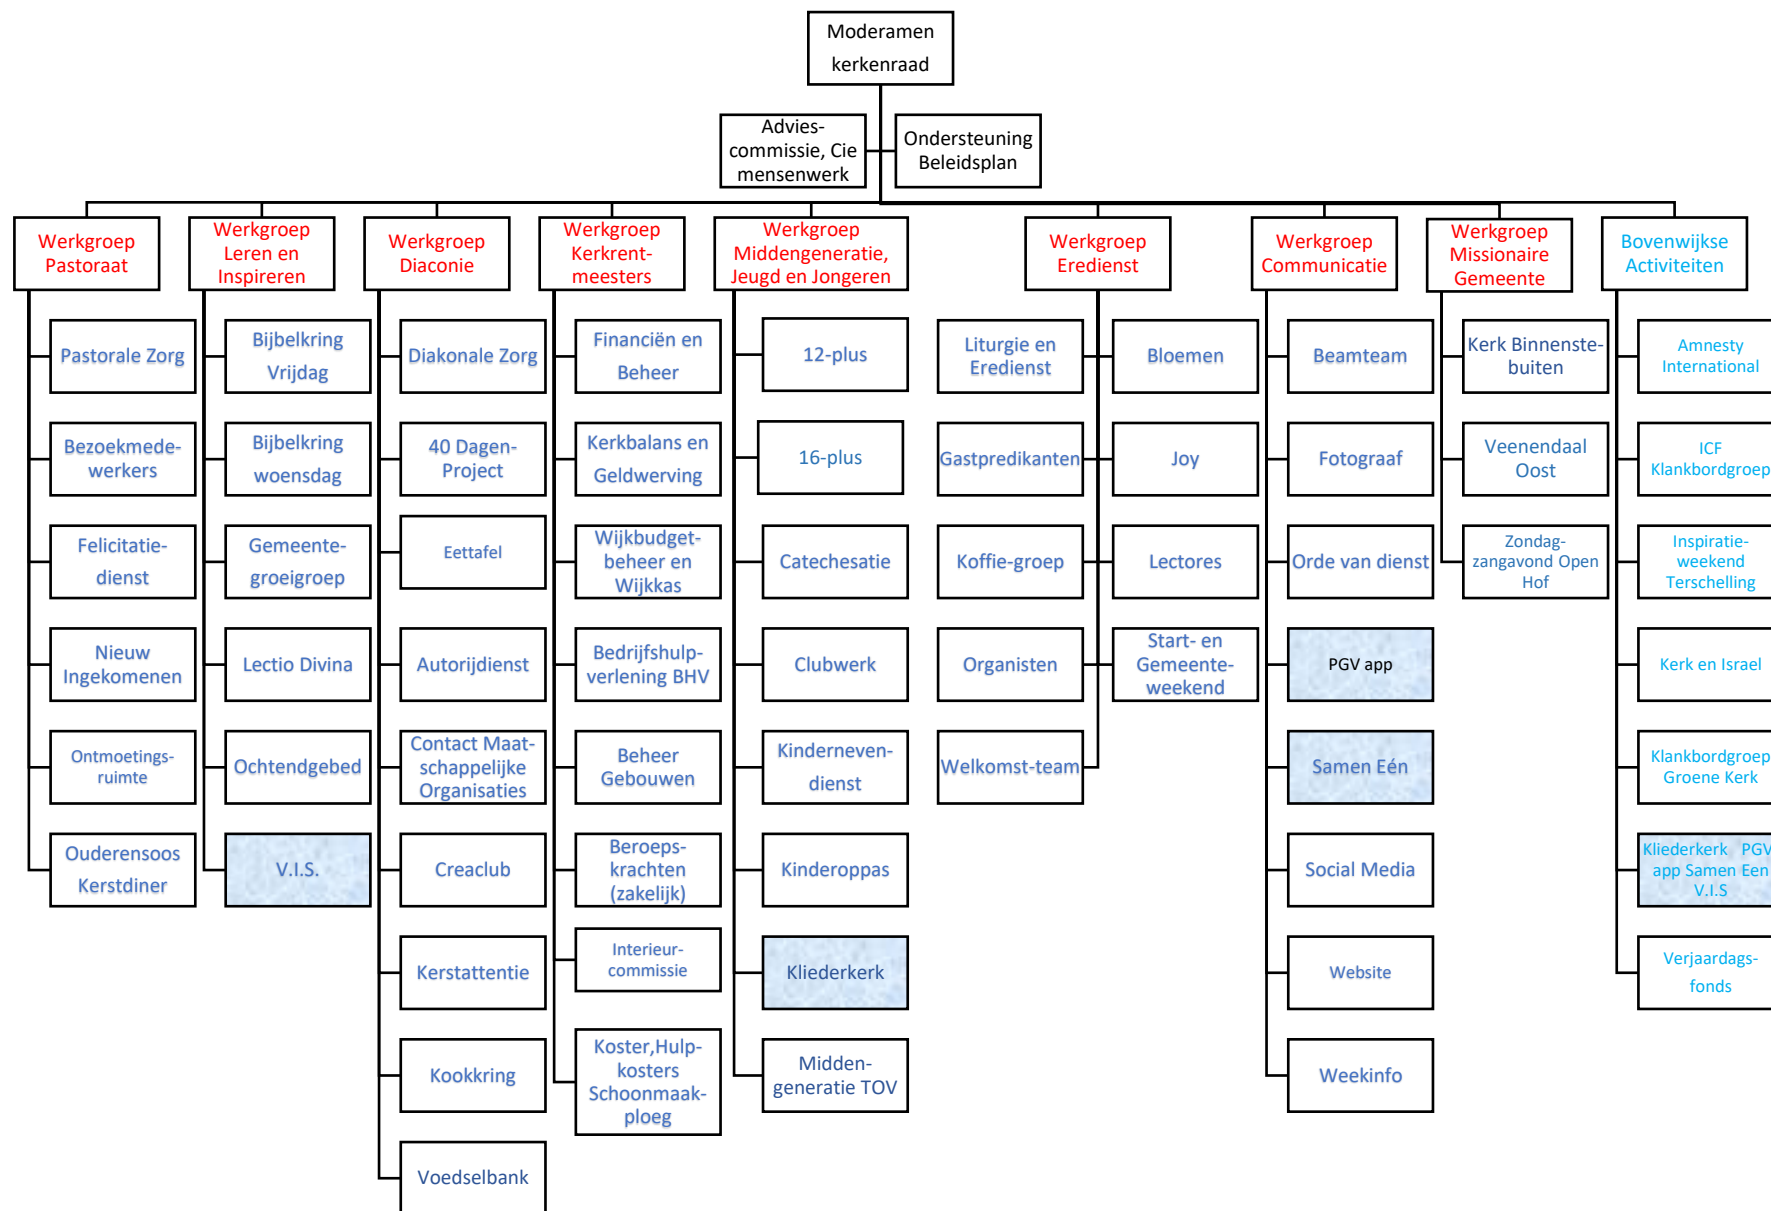 Moderamen
kerkenraad
Advies-
commissie, Cie
mensenwerk
Ondersteuning
Beleidsplan
Werkgroep
Pastoraat
Werkgroep
Leren en
Inspireren
Werkgroep
Diaconie
Werkgroep
Kerkrent-
meesters
Werkgroep
Middengeneratie,
Jeugd en Jongeren
Werkgroep
Eredienst
Werkgroep
Communicatie
Werkgroep
Missionaire
Gemeente
Bovenwijkse
Activiteiten
Pastorale Zorg
Bezoekmede-
werkers
Felicitatie-
dienst
Nieuw
Ingekomenen
Ontmoetings-
ruimte
Ouderensoos
Kerstdiner
Bijbelkring
Vrijdag
Bijbelkring
woensdag
Gemeente-
groeigroep
Lectio Divina
Ochtendgebed
V.I.S.
Diakonale Zorg
40 Dagen-
Project
Eettafel
Autorijdienst
Contact Maat-
schappelijke
Organisaties
Creaclub
Kerstattentie
Kookkring
Voedselbank
Financiën en
Beheer
Kerkbalans en
Geldwerving
Wijkbudget-
beheer en
Wijkkas
Bedrijfshulp-
verlening BHV
Beheer
Gebouwen
Beroeps-
krachten
(zakelijk)
Interieur-
commissie
Koster,Hulp-
kosters
Schoonmaak-
ploeg
12-plus
16-plus
Catechesatie
Clubwerk
Kinderneven-
dienst
Kinderoppas
Kliederkerk
Midden-
generatie TOV
Liturgie en
Eredienst
Gastpredikanten
Koffie-groep
Organisten
Welkomst-team
Bloemen
Joy
Lectores
Start- en
Gemeente-
weekend
Beamteam
Fotograaf
Orde van dienst
PGV app
Samen Eén
Social Media
Website
Weekinfo
Kerk Binnenste-
buiten
Veenendaal
Oost
Zondag-
zangavond Open
Hof
Amnesty
International
ICF
Klankbordgroep
Inspiratie-
weekend
Terschelling
Kerk en Israel
Klankbordgroep
Groene Kerk
Kliederkerk PGV
app Samen Een
V.I.S
Verjaardags-
fonds